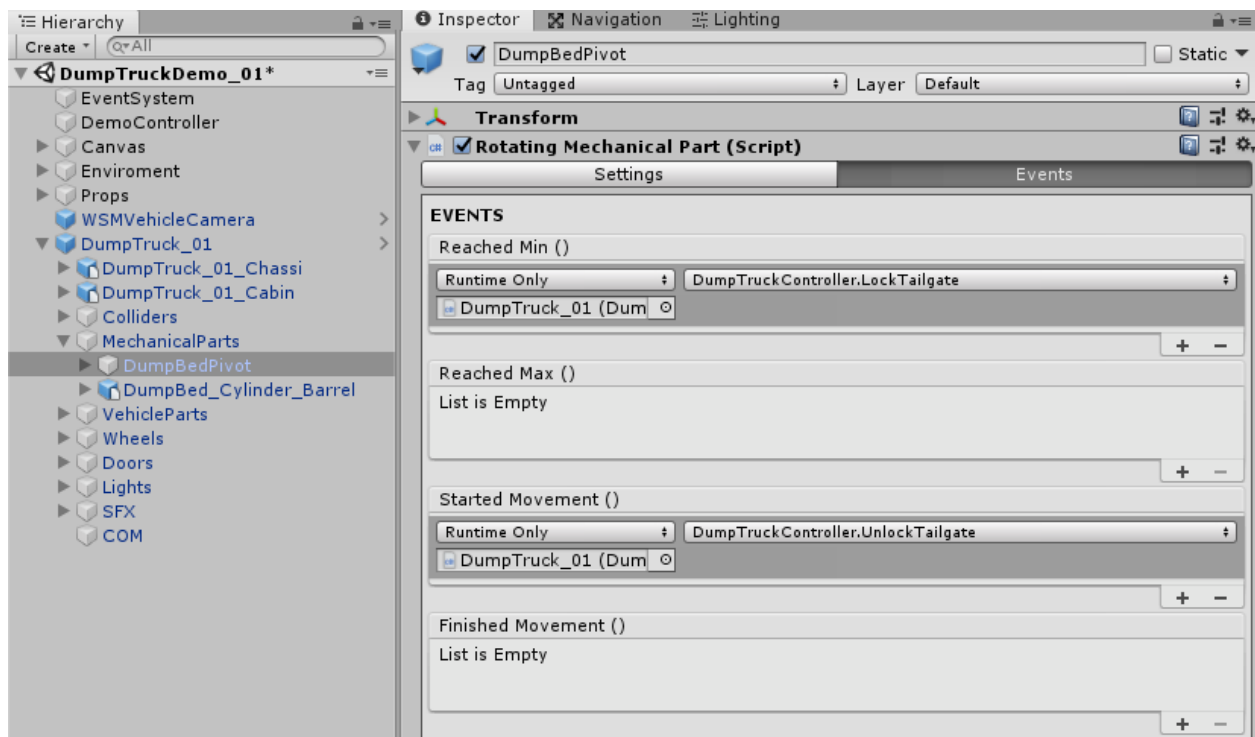 Hierarchy
Create
All
DumpTruckDemo_01*
EventSystem
DemoController
Canvas
Enviroment
Props
WSMVehicleCamera
DumpTruck_01
DumpTruck_01_Chassi
DumpTruck_01_Cabin
Colliders
MechanicalParts
DumpBedPivot
DumpBed_Cylinder_Barrel
VehicleParts
Wheels
Doors
Lights
SFX
COM
Inspector Navigation Lighting
DumpBedPivot Static
Tag Untagged Layer Default
Transform
Rotating Mechanical Part (Script)
Settings Events
EVENTS
Reached Min ()
Runtime Only DumpTruckController.LockTailgate
DumpTruck_01 (Dum
Reached Max ()
List is Empty
Started Movement ()
Runtime Only DumpTruckController.UnlockTailgate
DumpTruck_01 (Dum
Finished Movement ()
List is Empty